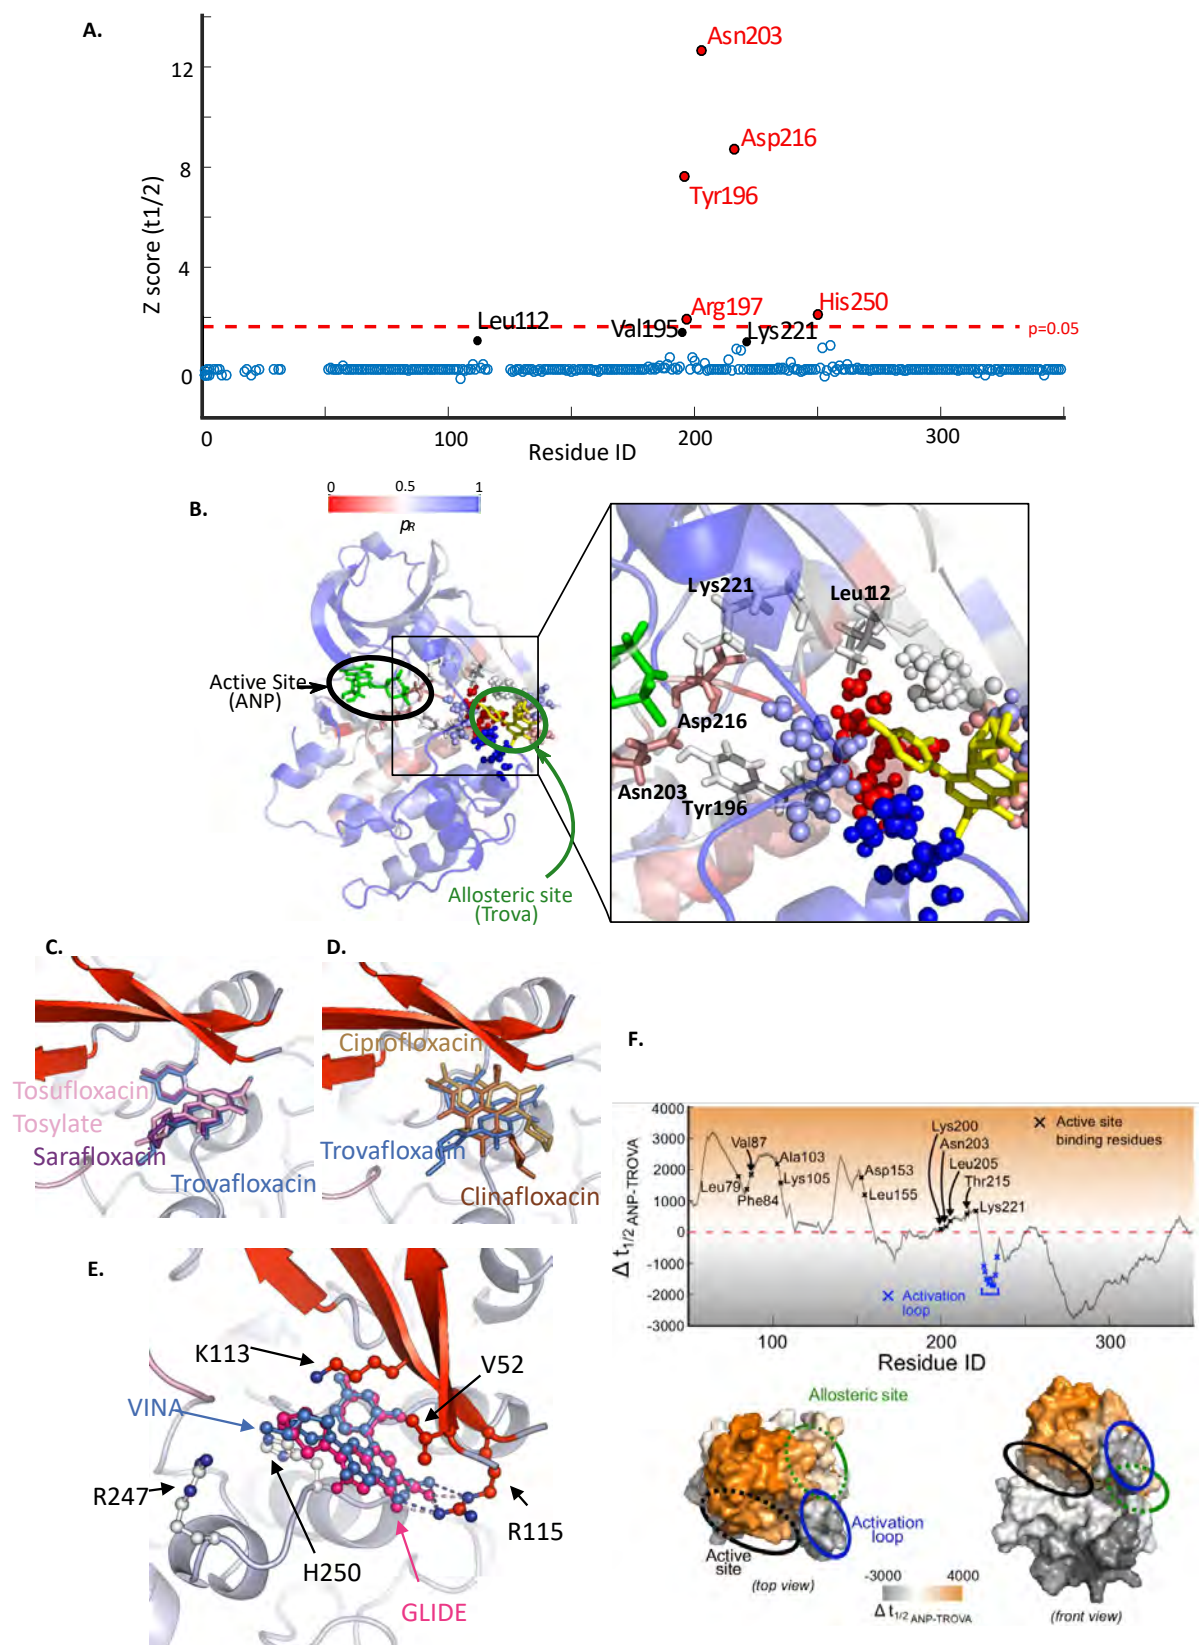 A.
Asn203
12
Asp216
8
Tyr196
Z score (t1/2)
4
Arg197
His250
Leu112
Val195
Lys221
p=0.05
0
0
100
200
300
Residue ID
B.
0
0.5
1
pR
Active Site
(ANP)
Allosteric site
(Trova)
Lys221
Leu112
Asp216
Asn203
Tyr196
C.
D.
Ciprofloxacin
Tosufloxacin
Tosylate
Sarafloxacin
Trovafloxacin
Trovafloxacin
Clinafloxacin
E.
K113
V52
VINA
R247
R115
H250
GLIDE
F.
4000
3000
2000
1000
0
-1000
-2000
-3000
Δ t1/2 ANP-TROVA
Lys200
Asn203
Leu205
Thr215
Lys221
Active site
binding residues
Val87
Ala103
Lys105
Leu79
Phe84
Asp153
Leu155
Activation
loop
100
200
300
Residue ID
Allosteric site
Activation
loop
Active
site
(top view)
-3000
4000
Δ t1/2 ANP-TROVA
(front view)